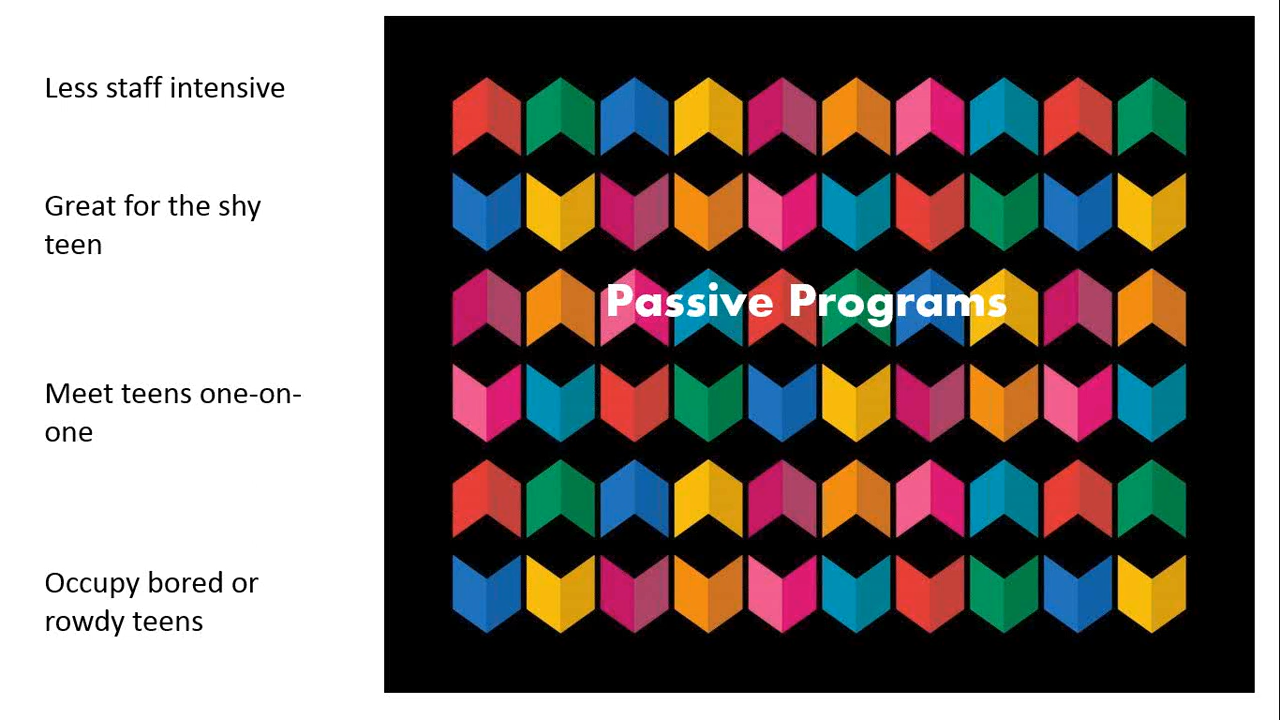 Less staff intensive
Great for the shy
teen
Passive Programs
Meet teens one-on-
one
Occupy bored or
rowdy teens